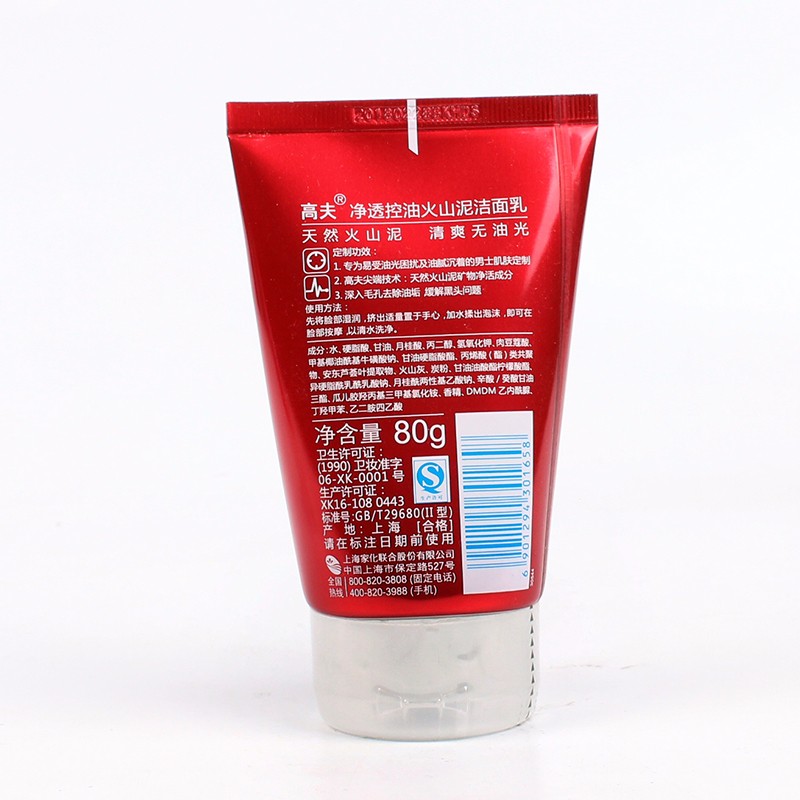 高夫® 净透控油火山泥洁面乳
天然火山泥 清爽无油光
定制功效：
1. 专为易受油光困扰及油腻沉着的男士肌肤定制
2. 高夫尖端技术：天然火山泥矿物净活成分
3. 深入毛孔去除油垢 缓解黑头问题
使用方法：
先将脸部湿润，挤出适量置于手心，加水揉出泡沫，即可在
脸部按摩，以清水洗净。
成分：水、硬脂酸、甘油、月桂酸、丙二醇、氢氧化钾、肉豆蔻酸、
甲基椰油酰基牛磺酸钠、甘油硬脂酸酯、丙烯酸（酯）类共聚
物、安东芦荟叶提取物、火山灰、炭粉、甘油油酸酯柠檬酸酯、
异硬脂酰乳酰乳酸钠、月桂酰两性基乙酸钠、辛酸／癸酸甘油
三酯、瓜儿胶羟丙基三甲基氯化铵、香精、DMDM 乙内酰脲、
丁羟甲苯、乙二胺四乙酸
净含量 80g
卫生许可证：
(1990) 卫妆准字
06-XK-0001 号
生产许可证：
XK16-108 0443
标准号：GB/T29680(II 型)
产 地：上 海 [合格]
请在标注日期前使用
生产许可
上海家化联合股份有限公司
中国上海市保定路527号
全国 800-820-3808 (固定电话)
热线 400-820-3988 (手机)
6 901294 301658